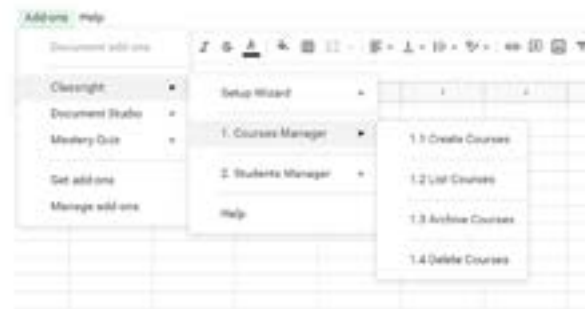 Add-ons Help
Document add-ons
Classright
Document Studio
Mastery Quiz
Get add-ons
Manage add-ons
Setup Wizard
1. Courses Manager
2. Students Manager
Help
1.1 Create Courses
1.2 List Courses
1.3 Archive Courses
1.4 Delete Courses